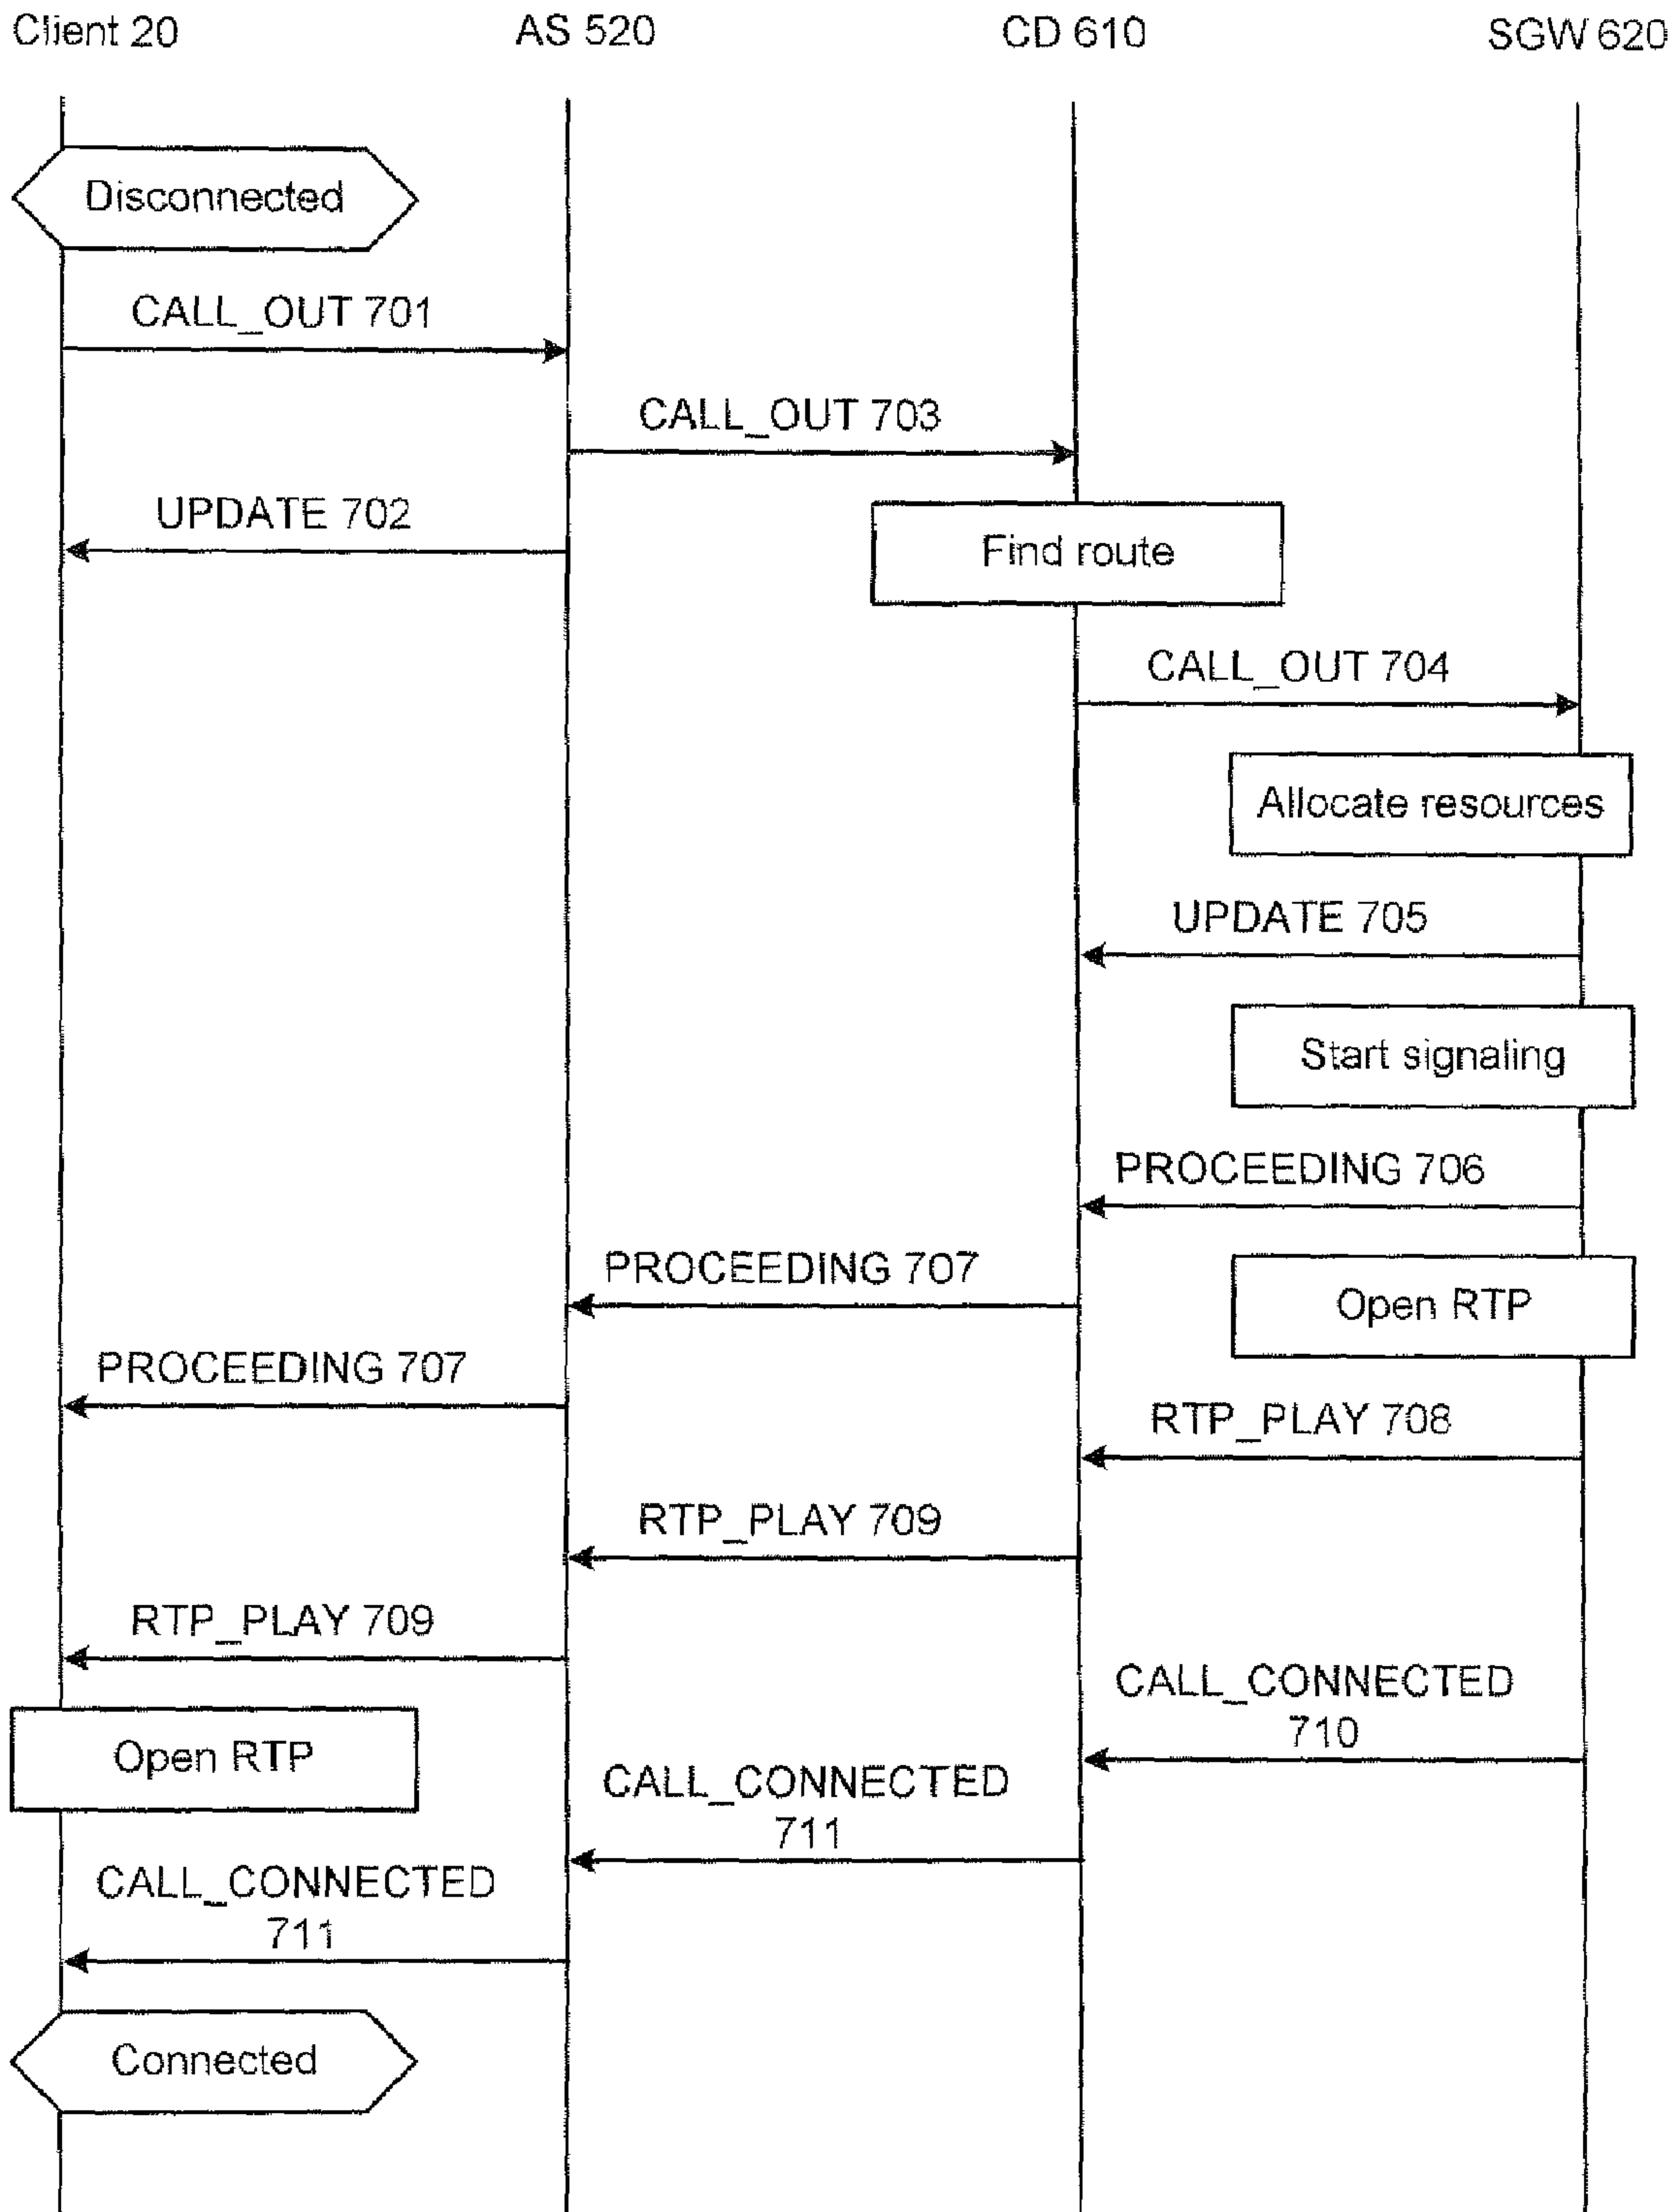 Client 20
AS 520
CD 610
SGW 620
Disconnected
CALL_OUT 701
CALL_OUT 703
UPDATE 702
Find route
CALL_OUT 704
Allocate resources
UPDATE 705
Start signaling
PROCEEDING 706
PROCEEDING 707
Open RTP
PROCEEDING 707
RTP_PLAY 708
RTP_PLAY 709
RTP_PLAY 709
CALL_CONNECTED
710
Open RTP
CALL_CONNECTED
711
CALL_CONNECTED
711
Connected